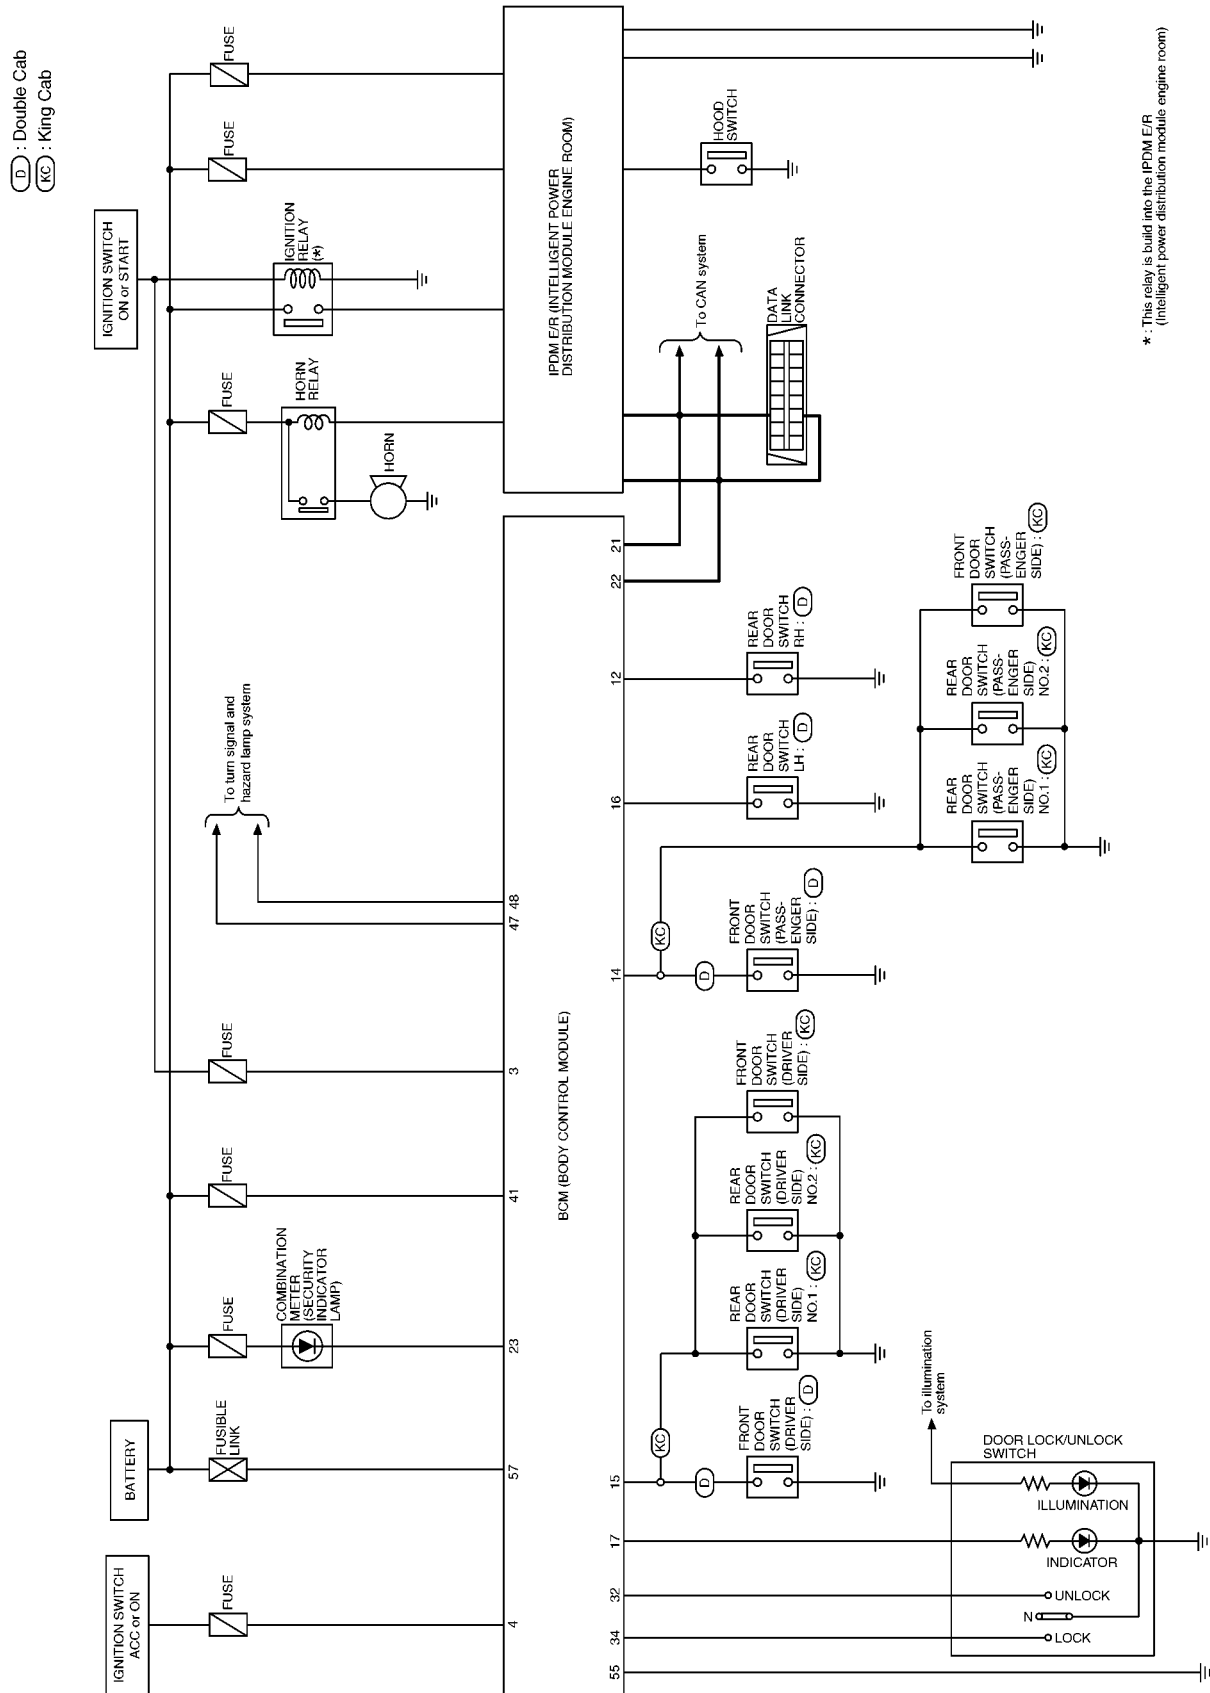 D : Double Cab
KC : King Cab
IGNITION SWITCH
ON or START
BATTERY
IGNITION SWITCH
ACC or ON
FUSE
FUSE
FUSE
FUSE
FUSE
FUSE
FUSIBLE
LINK
FUSE
IGNITION
RELAY
(*)
HORN
RELAY
HORN
To turn signal and
hazard lamp system
COMBINATION
METER
(SECURITY
INDICATOR
LAMP)
IPDM E/R (INTELLIGENT POWER
DISTRIBUTION MODULE ENGINE ROOM)
48
47
3
41
23
57
4
BCM (BODY CONTROL MODULE)
21
22
12
16
14
15
17
32
34
55
HOOD
SWITCH
To CAN system
DATA
LINK
CONNECTOR
REAR
DOOR
SWITCH
RH : D
REAR
DOOR
SWITCH
LH : D
KC
D
FRONT
DOOR
SWITCH
(PASS-
ENGER
SIDE) : D
FRONT
DOOR
SWITCH
(PASS-
ENGER
SIDE) : KC
REAR
DOOR
SWITCH
(PASS-
ENGER
SIDE)
NO.2 : KC
REAR
DOOR
SWITCH
(PASS-
ENGER
SIDE)
NO.1 : KC
FRONT
DOOR
SWITCH
(DRIVER
SIDE) : KC
REAR
DOOR
SWITCH
(DRIVER
SIDE)
NO.2 : KC
REAR
DOOR
SWITCH
(DRIVER
SIDE)
NO.1 : KC
KC
D
FRONT
DOOR
SWITCH
(DRIVER
SIDE) : D
To illumination
system
DOOR LOCK/UNLOCK
SWITCH
ILLUMINATION
INDICATOR
UNLOCK
N
LOCK
* : This relay is build into the IPDM E/R
(Intelligent power distribution module engine room)